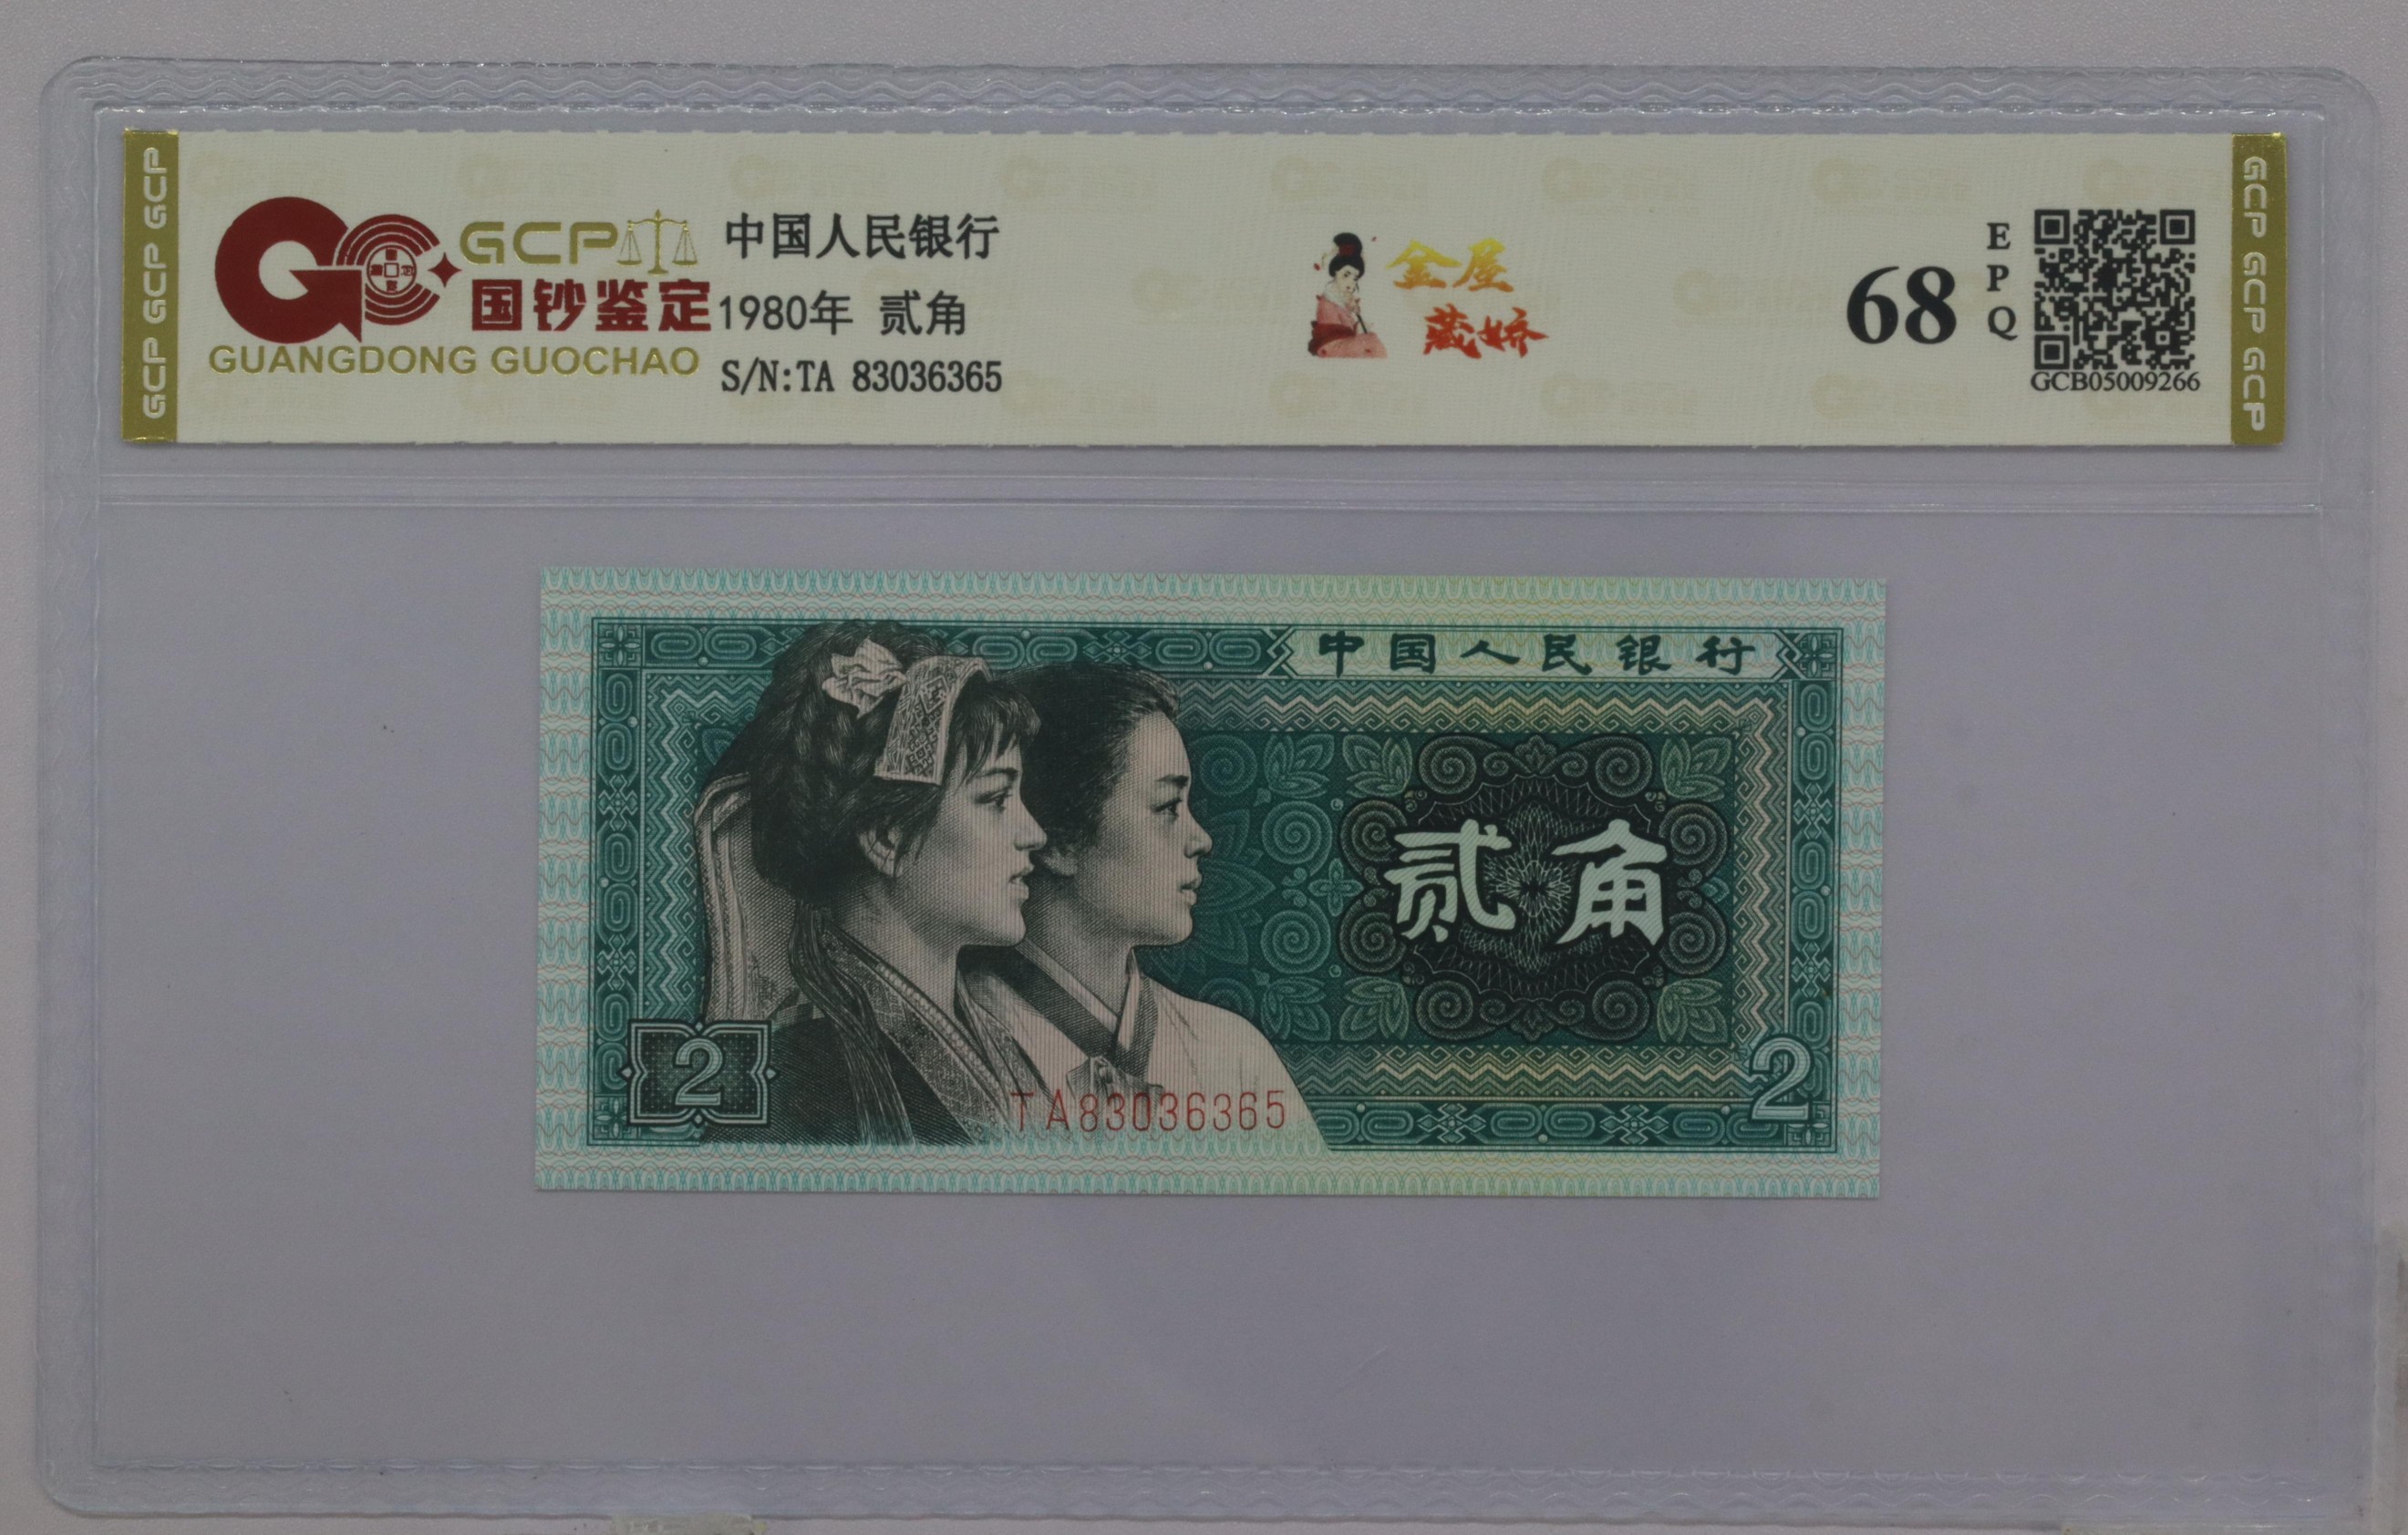 GCP GCP GCP
GCP
国钞鉴定
GUANGDONG GUOCHAO
中国人民银行
1980年 贰角
S/N:TA 83036365
金屋
藏娇
68
EPQ
GCB05009266
GCP GCP GCP
中国人民银行
贰角
2
TA83036365
2